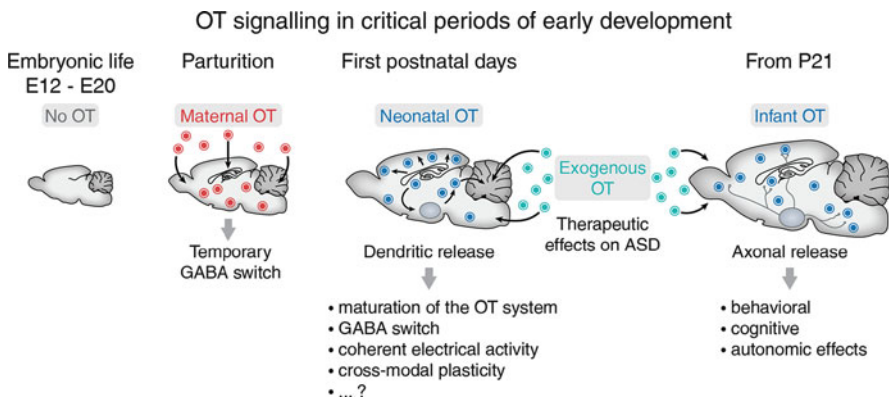 OT signalling in critical periods of early development
Embryonic life
E12 - E20
No OT
Parturition
Maternal OT
Temporary
GABA switch
First postnatal days
Neonatal OT
Dendritic release
• maturation of the OT system
• GABA switch
• coherent electrical activity
• cross-modal plasticity
• ... ?
Exogenous
OT
Therapeutic
effects on ASD
From P21
Infant OT
Axonal release
• behavioral
• cognitive
• autonomic effects